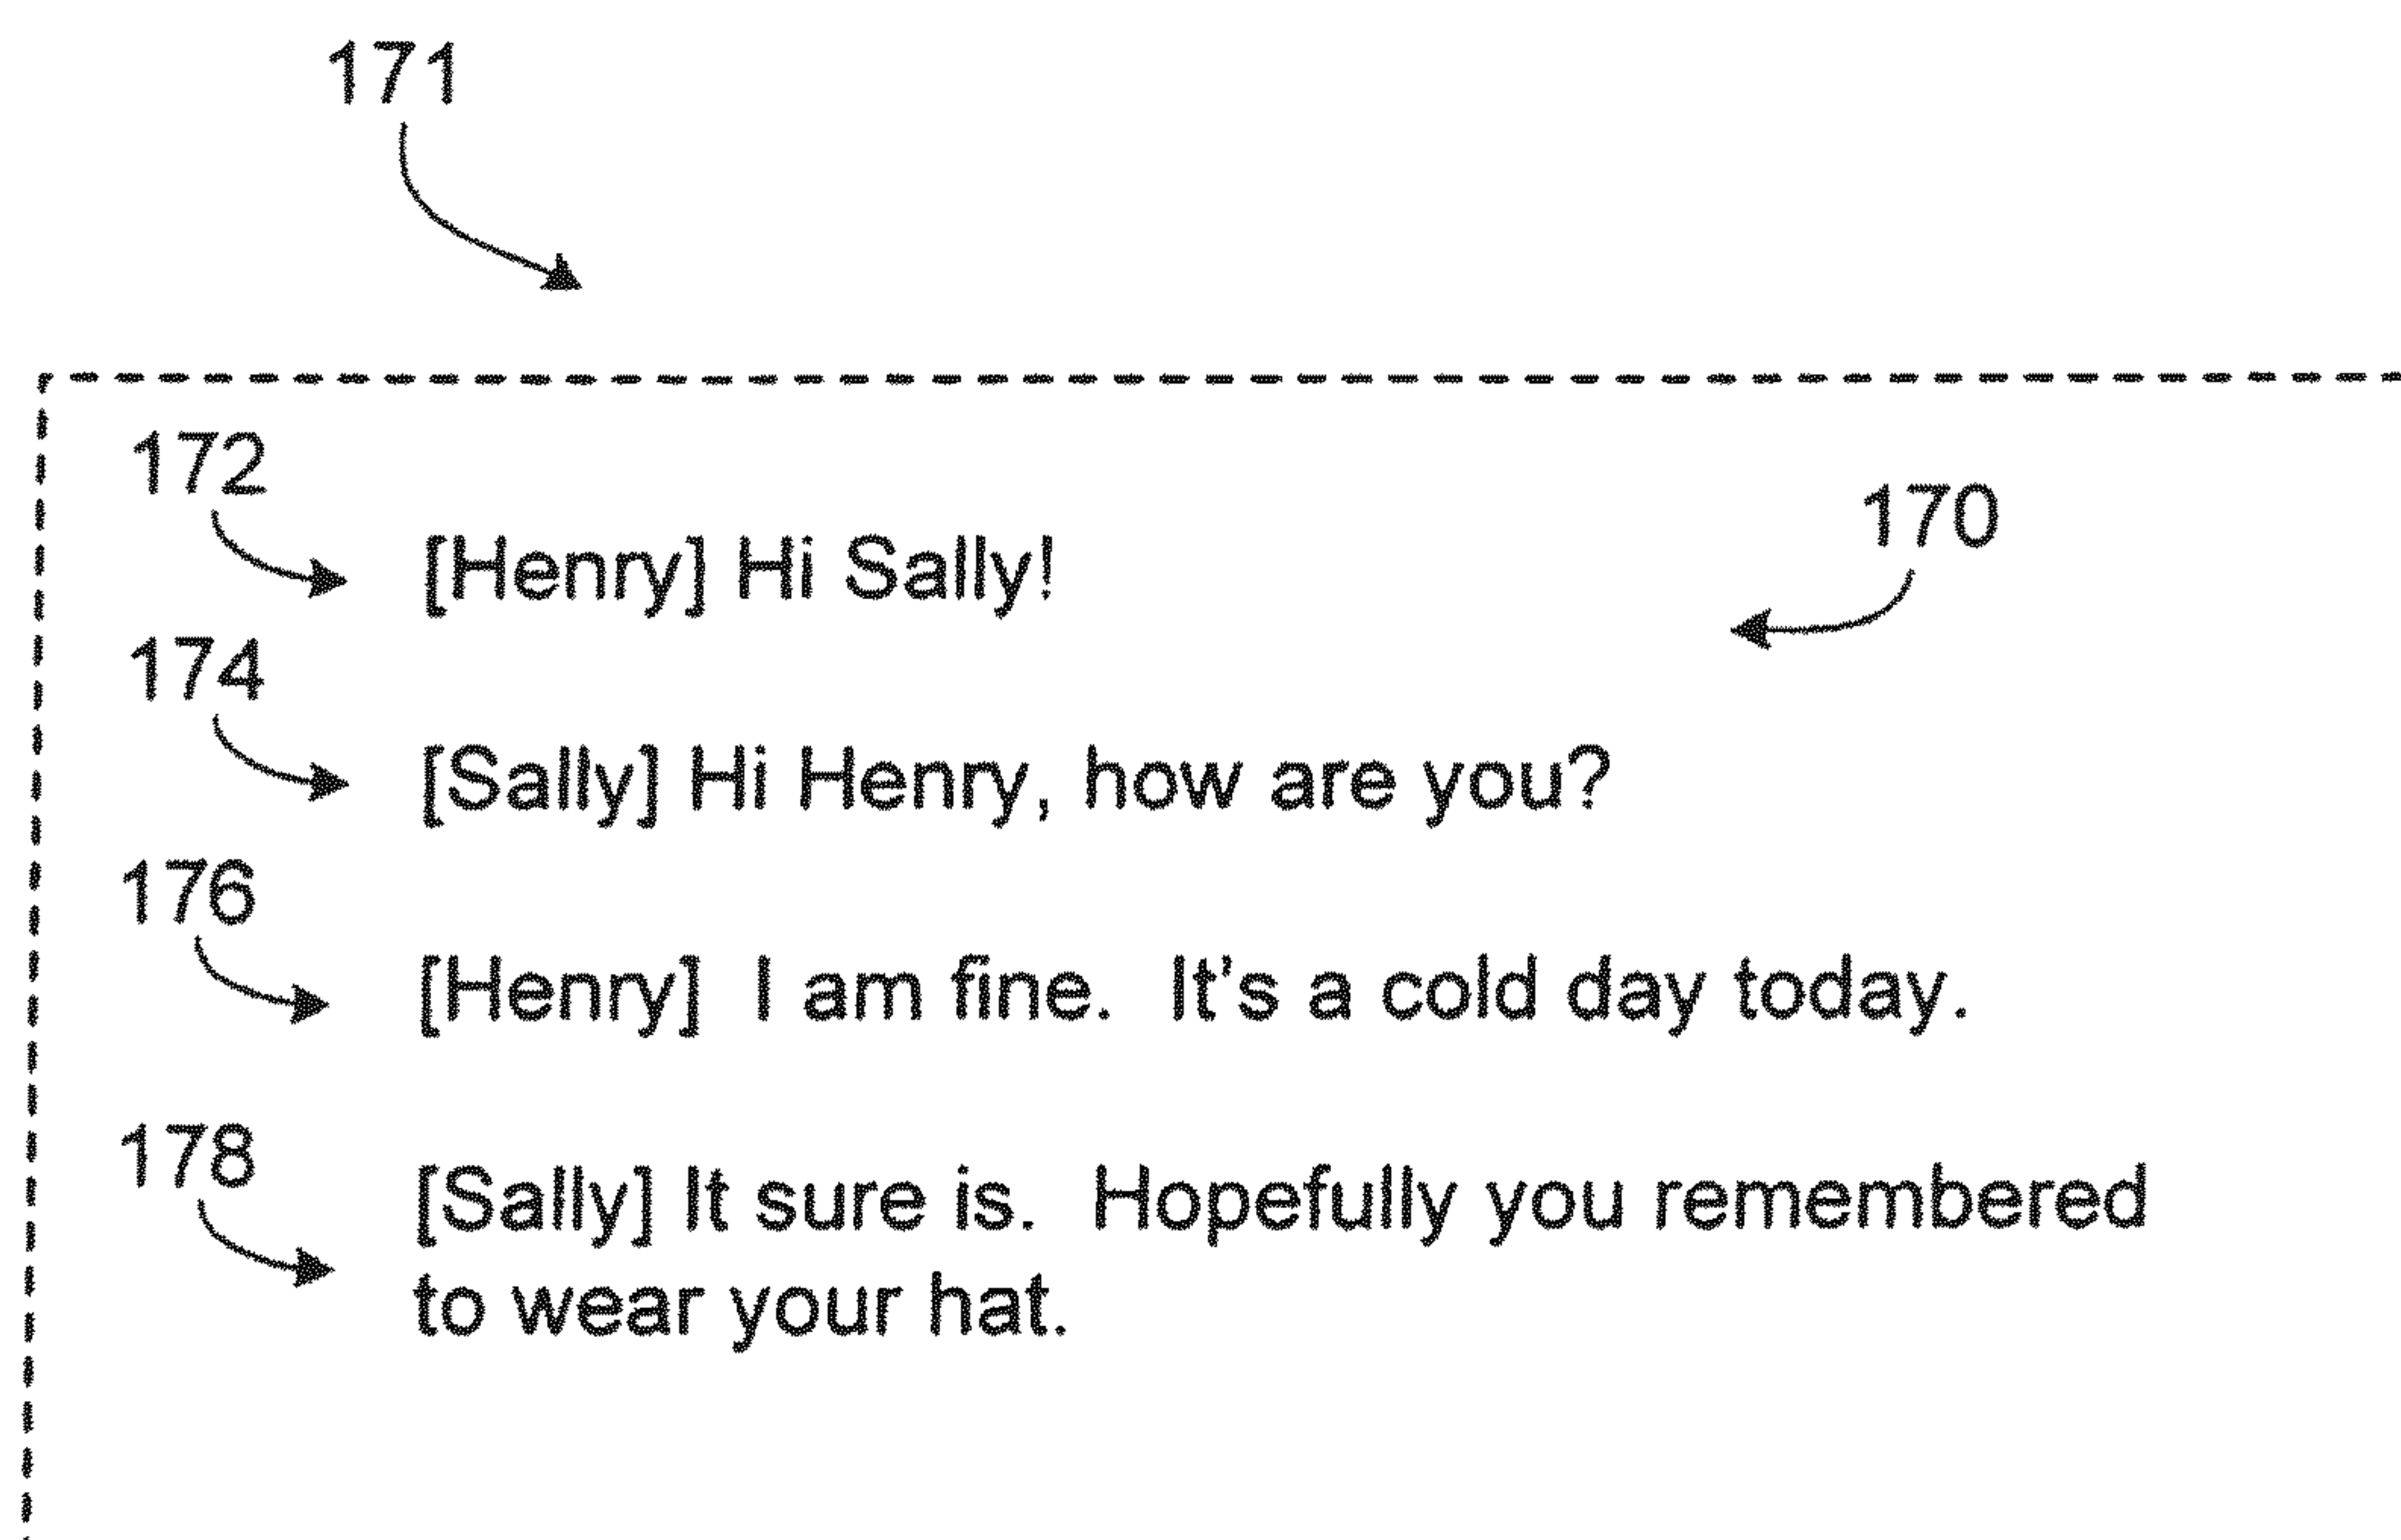 171
172
170
[Henry] Hi Sally!
174
[Sally] Hi Henry, how are you?
176
[Henry]  I am fine.  It's a cold day today.
178
[Sally] It sure is.  Hopefully you remembered
to wear your hat.